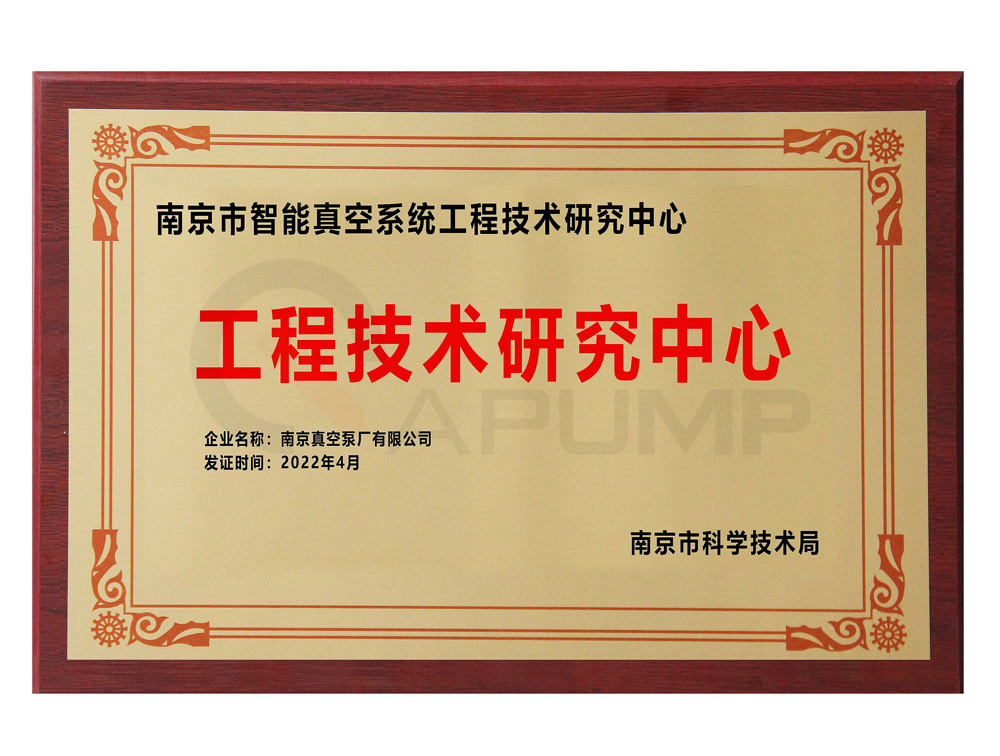 南京市智能真空系统工程技术研究中心
工程技术研究中心
APUMP
企业名称：南京真空泵厂有限公司
发证时间：2022年4月
南京市科学技术局